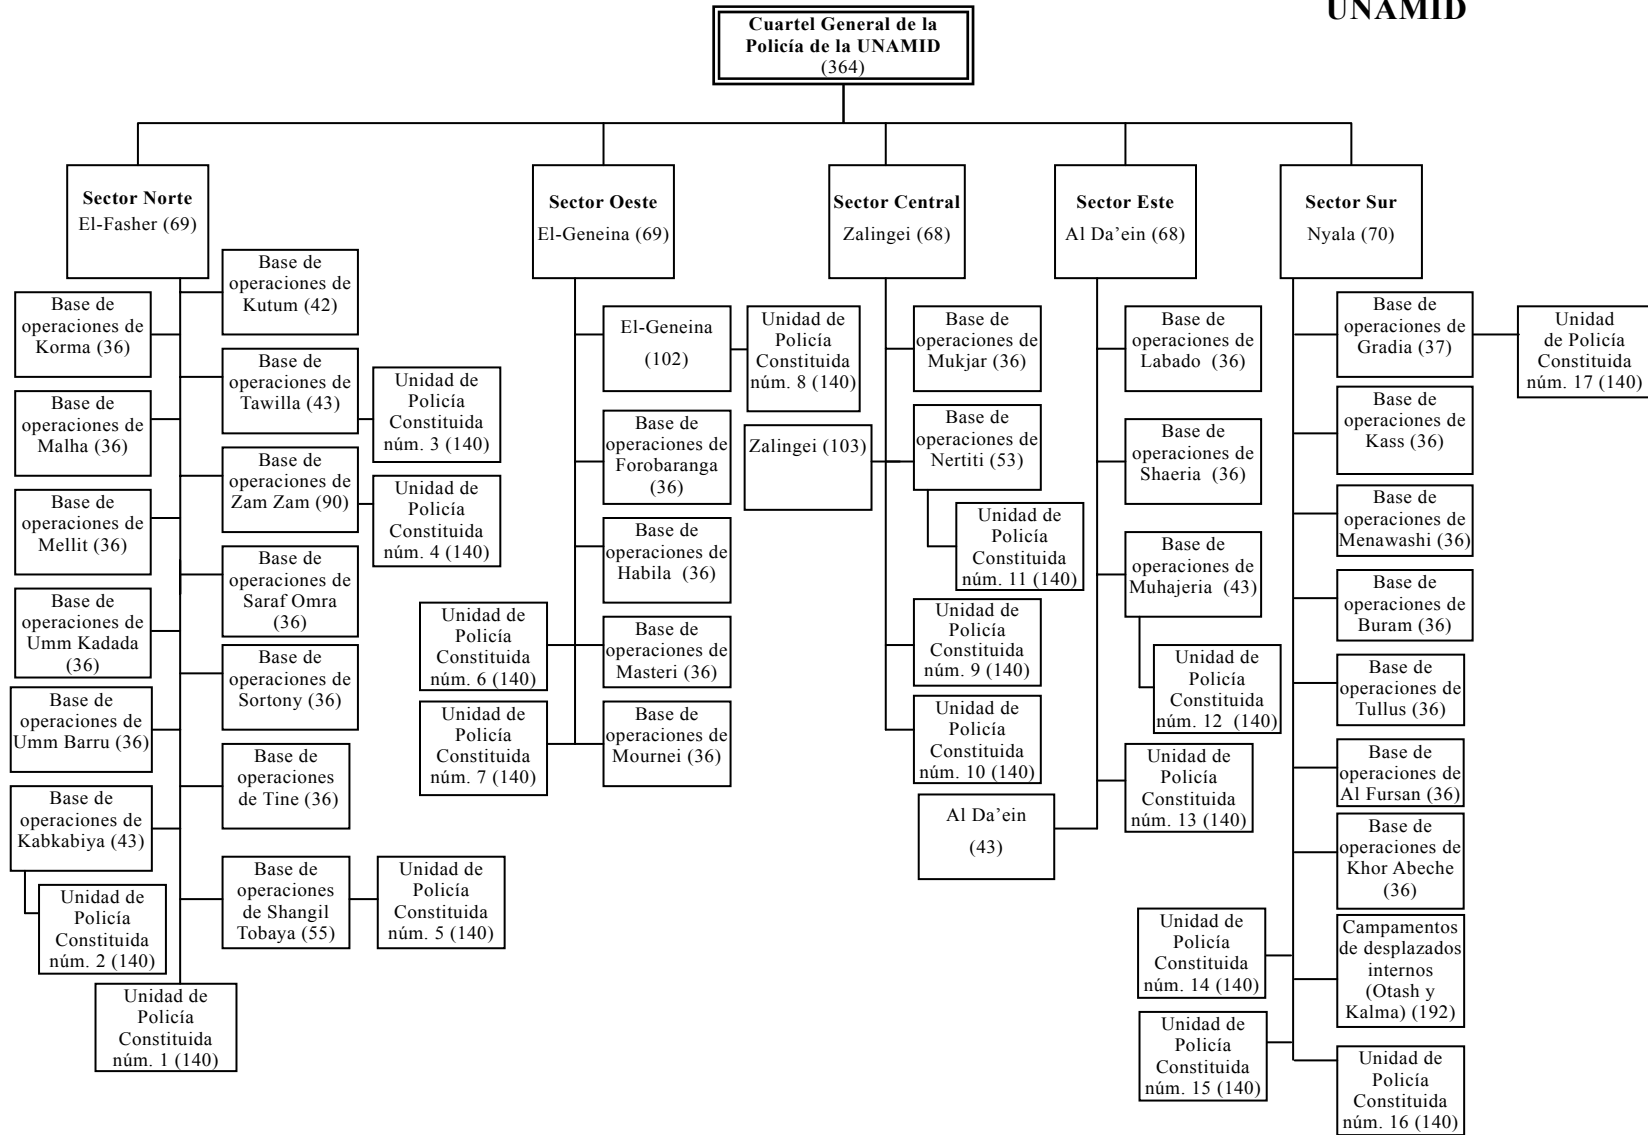 UNAMID
Cuartel General de la
Policía de la UNAMID
(364)
Sector Norte
El-Fasher (69)
Base de
operaciones de
Korma (36)
Base de
operaciones de
Malha (36)
Base de
operaciones de
Mellit (36)
Base de
operaciones de
Umm Kadada
(36)
Base de
operaciones de
Umm Barru (36)
Base de
operaciones de
Kabkabiya (43)
Unidad de
Policía
Constituida
núm. 2 (140)
Unidad de
Policía
Constituida
núm. 1 (140)
Base de
operaciones de
Kutum (42)
Base de
operaciones de
Tawilla (43)
Unidad de
Policía
Constituida
núm. 3 (140)
Base de
operaciones de
Zam Zam (90)
Unidad de
Policía
Constituida
núm. 4 (140)
Base de
operaciones de
Saraf Omra
(36)
Base de
operaciones de
Sortony (36)
Base de
operaciones
de Tine (36)
Base de
operaciones
de Shangil
Tobaya (55)
Unidad de
Policía
Constituida
núm. 5 (140)
Sector Oeste
El-Geneina (69)
El-Geneina
(102)
Unidad de
Policía
Constituida
núm. 8 (140)
Base de
operaciones de
Forobaranga
(36)
Base de
operaciones de
Habila (36)
Unidad de
Policía
Constituida
núm. 6 (140)
Base de
operaciones de
Masteri (36)
Unidad de
Policía
Constituida
núm. 7 (140)
Base de
operaciones de
Mournei (36)
Sector Central
Zalingei (68)
Base de
operaciones de
Mukjar (36)
Zalingei (103)
Base de
operaciones de
Nertiti (53)
Unidad de
Policía
Constituida
núm. 11 (140)
Unidad de
Policía
Constituida
núm. 9 (140)
Unidad de
Policía
Constituida
núm. 10 (140)
Sector Este
Al Da’ein (68)
Base de
operaciones de
Labado (36)
Base de
operaciones de
Shaeria (36)
Base de
operaciones de
Muhajeria (43)
Unidad de
Policía
Constituida
núm. 12 (140)
Unidad de
Policía
Constituida
núm. 13 (140)
Al Da’ein
(43)
Sector Sur
Nyala (70)
Base de
operaciones de
Gradia (37)
Unidad
de Policía
Constituida
núm. 17 (140)
Base de
operaciones de
Kass (36)
Base de
operaciones de
Menawashi (36)
Base de
operaciones de
Buram (36)
Base de
operaciones de
Tullus (36)
Base de
operaciones de
Al Fursan (36)
Base de
operaciones de
Khor Abeche
(36)
Unidad de
Policía
Constituida
núm. 14 (140)
Campamentos
de desplazados
internos
(Otash y
Kalma) (192)
Unidad de
Policía
Constituida
núm. 15 (140)
Unidad de
Policía
Constituida
núm. 16 (140)